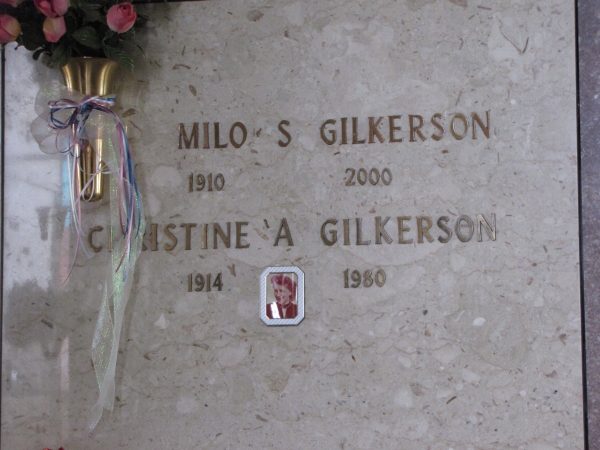 MILO S GILKERSON
1910 2000
CHRISTINE A GILKERSON
1914 1980